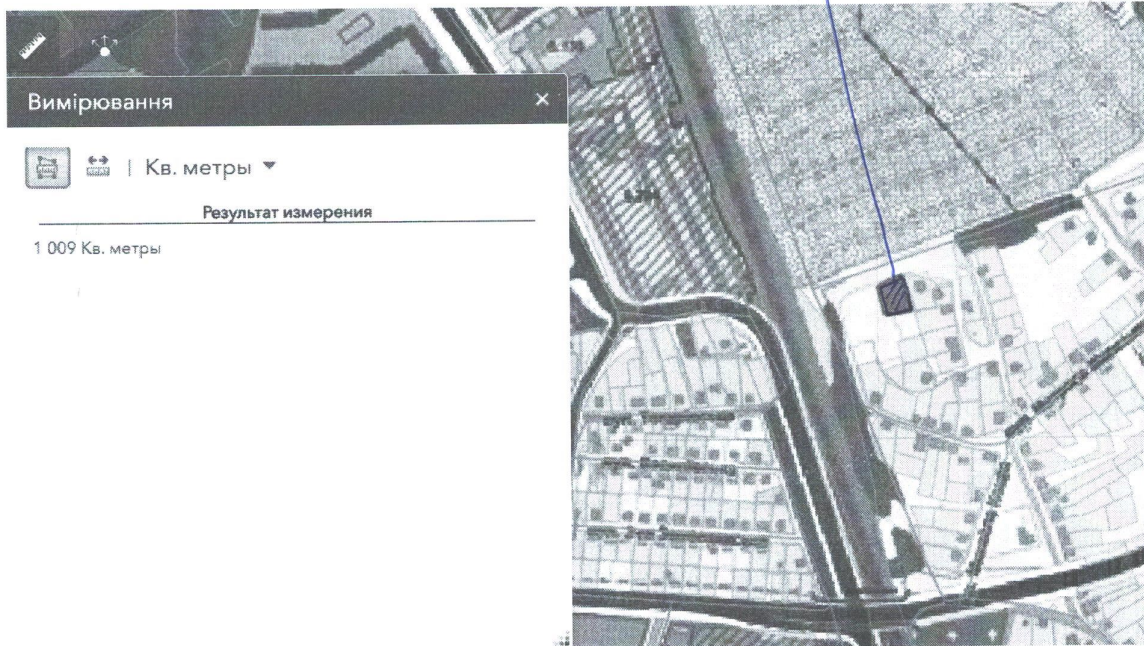 Вимірювання
Кв. метры
Результат измерения
1 009 Кв. метры